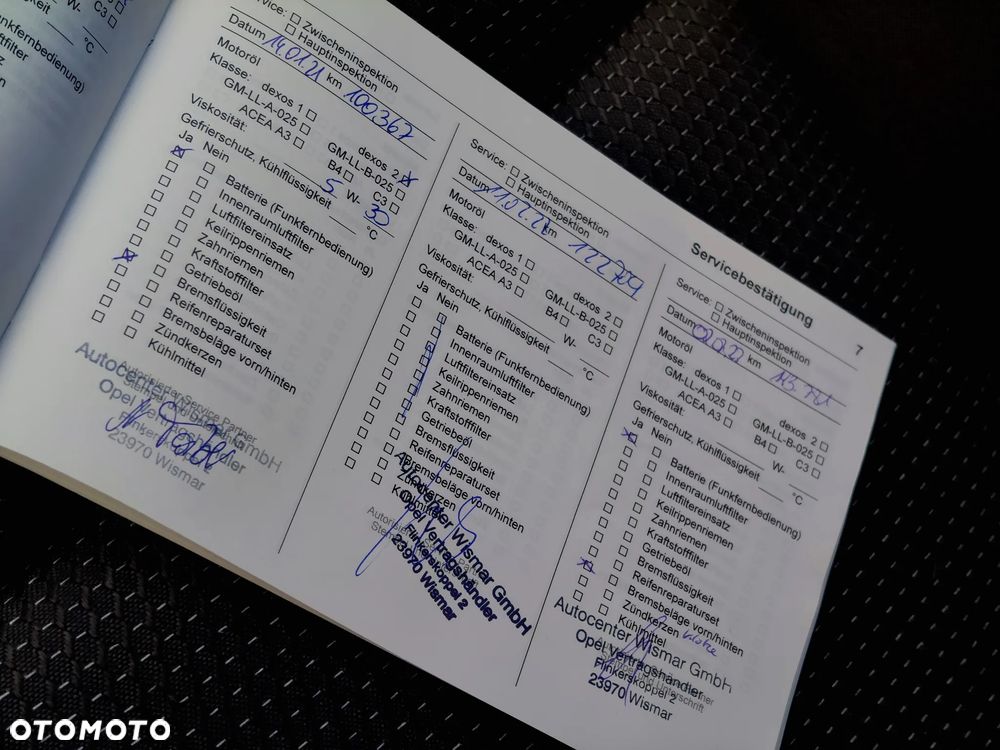 Funkfernbedienung)
Service: □ Zwischeninspektion
□ Hauptinspektion
Datum 14.01.21 km 100367
Motoröl
Klasse: dexos 1 □ dexos 2 ☒
GM-LL-A-025 □ GM-LL-B-025 □
ACEA A3 □ B4 □ C3 □
Viskosität: 5 W- 30
Gefrierschutz, Kühlflüssigkeit °C
Ja Nein
Batterie (Funkfernbedienung)
Innenraumluftfilter
Luftfiltereinsatz
Keilrippenriemen
Zahnriemen
Kraftstofffilter
Getriebeöl
Bremsflüssigkeit
Reifenreparaturset
Bremsbeläge vorn/hinten
Zündkerzen
Kühlmittel
Autocenter Wismar GmbH
Autorisierter Service Partner
Opel Vertragshändler
23970 Wismar
Service: □ Zwischeninspektion
□ Hauptinspektion
Datum km
Motoröl
Klasse: dexos 1 □ dexos 2 □
GM-LL-A-025 □ GM-LL-B-025 □
ACEA A3 □ B4 □ C3 □
Viskosität: W-
Gefrierschutz, Kühlflüssigkeit °C
Ja Nein
Batterie (Funkfernbedienung)
Innenraumluftfilter
Luftfiltereinsatz
Keilrippenriemen
Zahnriemen
Kraftstofffilter
Getriebeöl
Bremsflüssigkeit
Reifenreparaturset
Bremsbeläge vorn/hinten
Zündkerzen
Kühlmittel
Autocenter Wismar GmbH
Opel Vertragshändler
Flinkerskoppel 2
23970 Wismar
Servicebestätigung
7
Service: □ Zwischeninspektion
□ Hauptinspektion
Datum km
Motoröl
Klasse: dexos 1 □ dexos 2 □
GM-LL-A-025 □ GM-LL-B-025 □
ACEA A3 □ B4 □ C3 □
Viskosität: W-
Gefrierschutz, Kühlflüssigkeit °C
Ja Nein
Batterie (Funkfernbedienung)
Innenraumluftfilter
Luftfiltereinsatz
Keilrippenriemen
Zahnriemen
Kraftstofffilter
Getriebeöl
Bremsflüssigkeit
Reifenreparaturset
Bremsbeläge vorn/hinten
Zündkerzen
Kühlmittel
Autocenter Wismar GmbH
Opel Vertragshändler
Flinkerskoppel 2
23970 Wismar
OTOMOTO